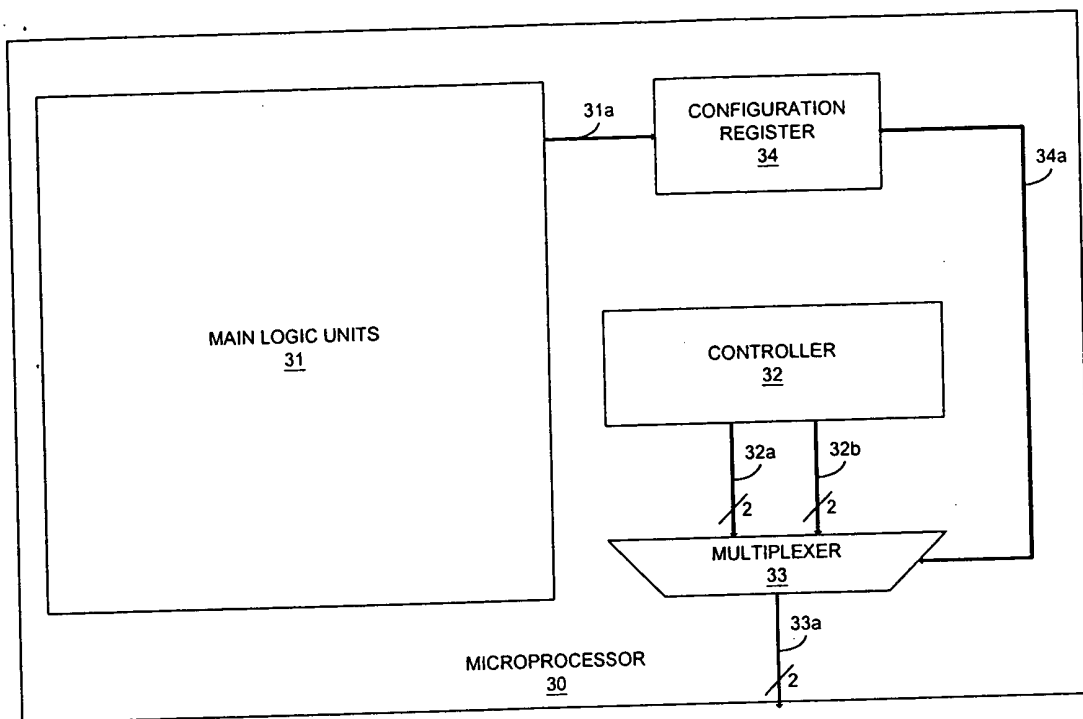 31a
CONFIGURATION
REGISTER
34
34a
MAIN LOGIC UNITS
31
CONTROLLER
32
32a
32b
2
2
MULTIPLEXER
33
33a
2
MICROPROCESSOR
30